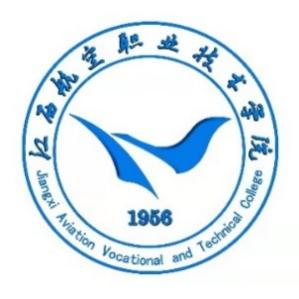 江西航空职业技术学院
1956
Jiangxi Aviation Vocational and Technical College